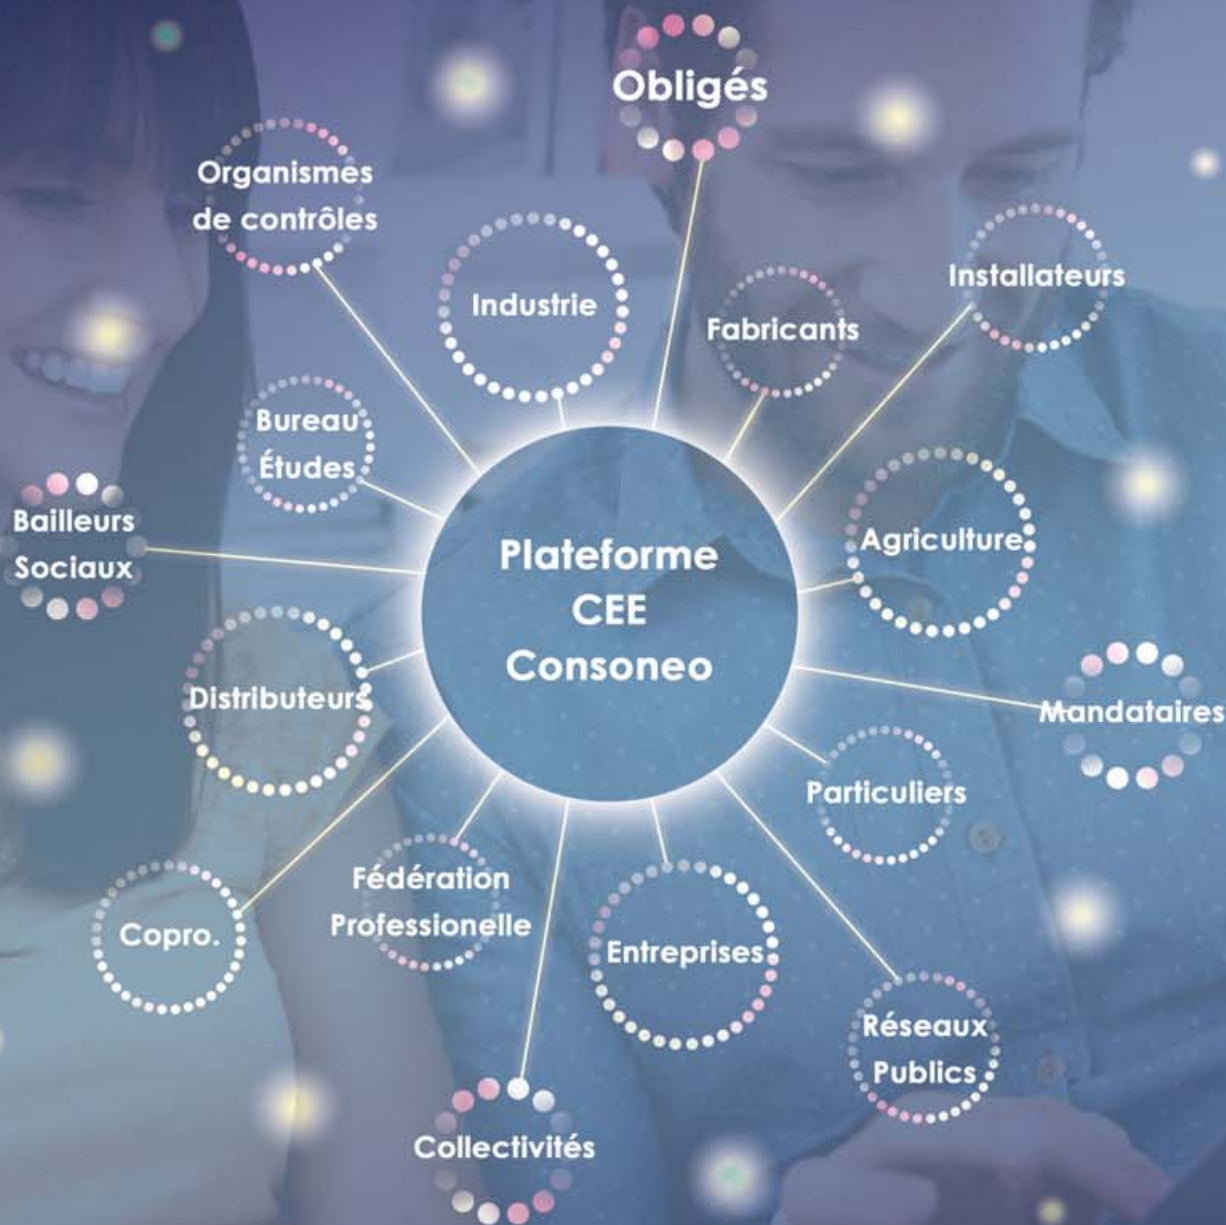 Obligés
Organismes
de contrôles
Industrie
Fabricants
Installateurs
Bureau
Études
Bailleurs
Sociaux
Plateforme
CEE
Consoneo
Agriculture
Distributeurs
Mandataires
Particuliers
Copro.
Fédération
Professionelle
Entreprises
Réseaux
Publics
Collectivités